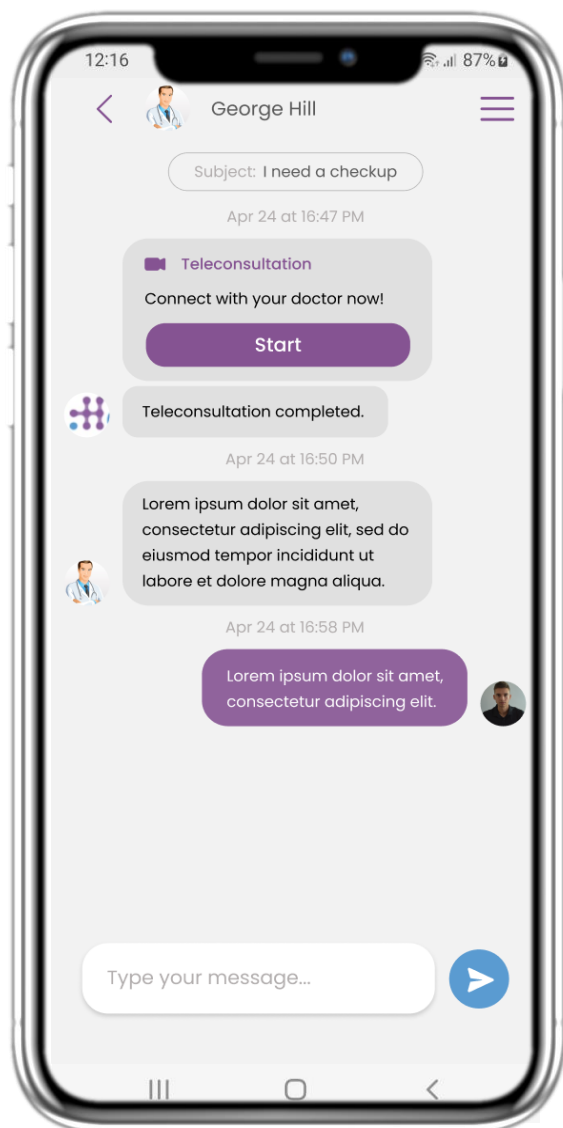 12:16
87%
George Hill
Subject: I need a checkup
Apr 24 at 16:47 PM
Teleconsultation
Connect with your doctor now!
Start
Teleconsultation completed.
Apr 24 at 16:50 PM
Lorem ipsum dolor sit amet,
consectetur adipiscing elit, sed do
eiusmod tempor incididunt ut
labore et dolore magna aliqua.
Apr 24 at 16:58 PM
Lorem ipsum dolor sit amet,
consectetur adipiscing elit.
Type your message...